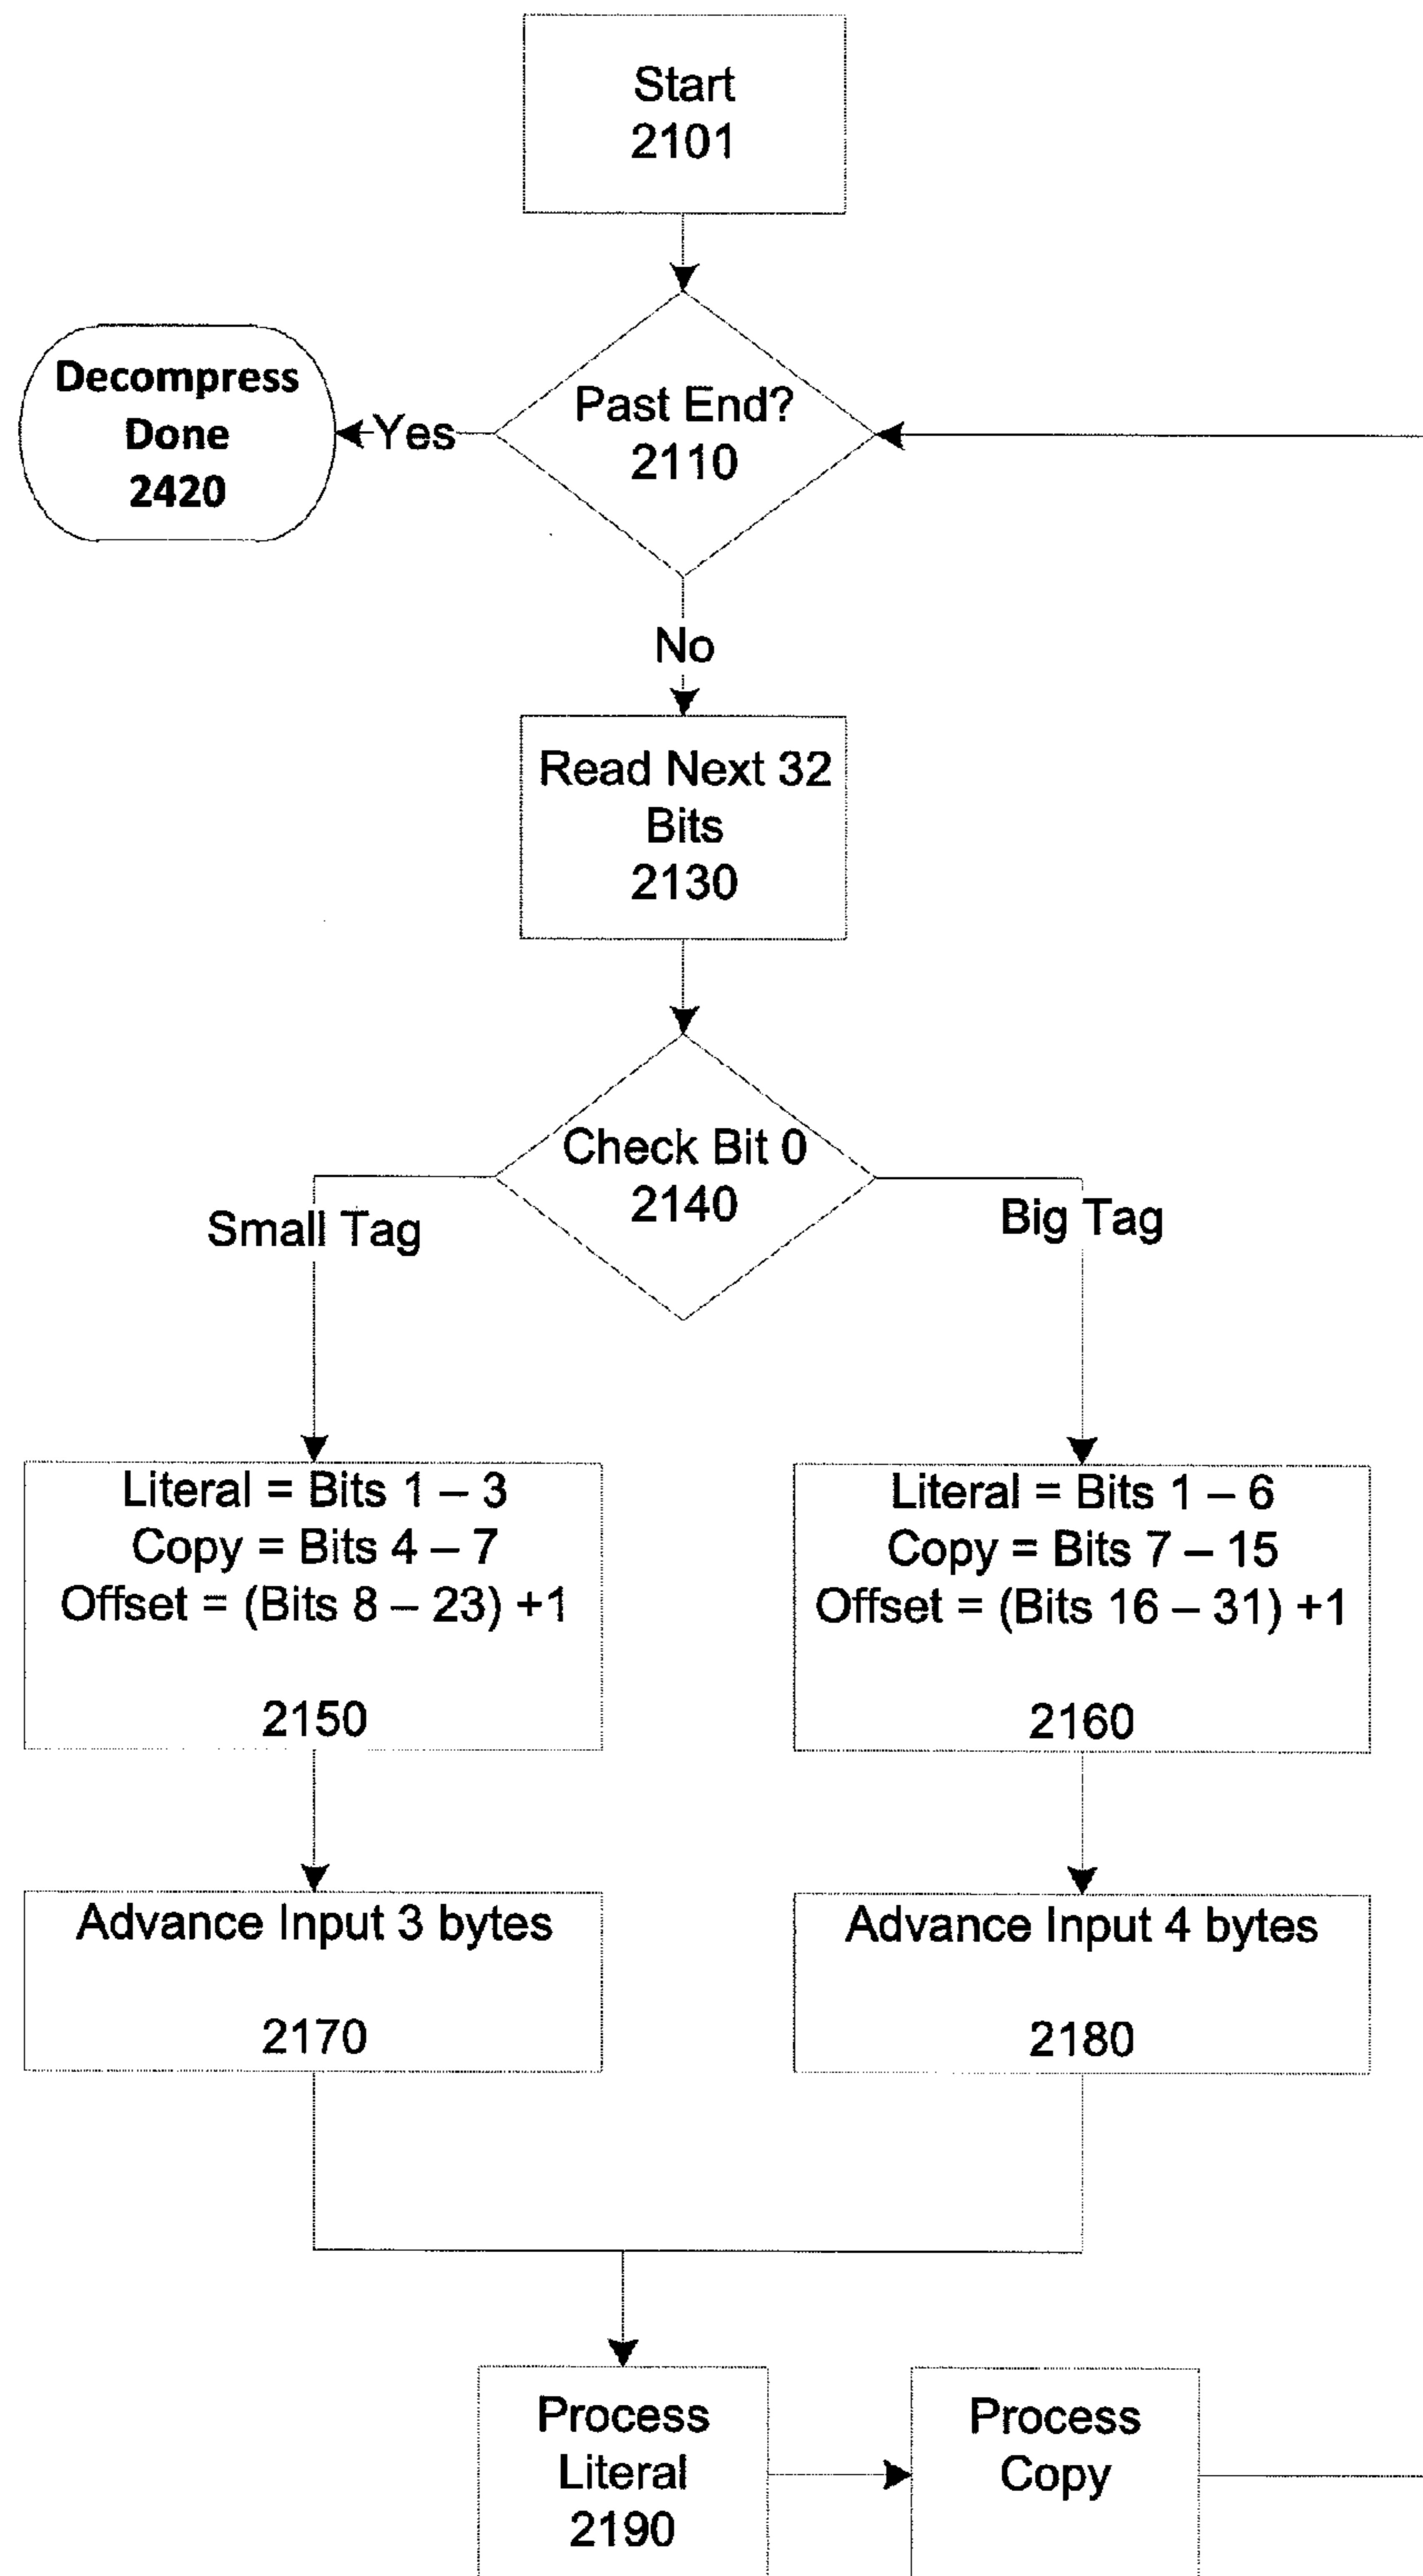 Start
2101
Decompress
Done
2420
Yes
Past End?
2110
No
Read Next 32
Bits
2130
Check Bit 0
2140
Small Tag
Big Tag
Literal = Bits 1 – 3
Copy = Bits 4 – 7
Offset = (Bits 8 – 23) +1
2150
Literal = Bits 1 – 6
Copy = Bits 7 – 15
Offset = (Bits 16 – 31) +1
2160
Advance Input 3 bytes
2170
Advance Input 4 bytes
2180
Process
Literal
2190
Process
Copy